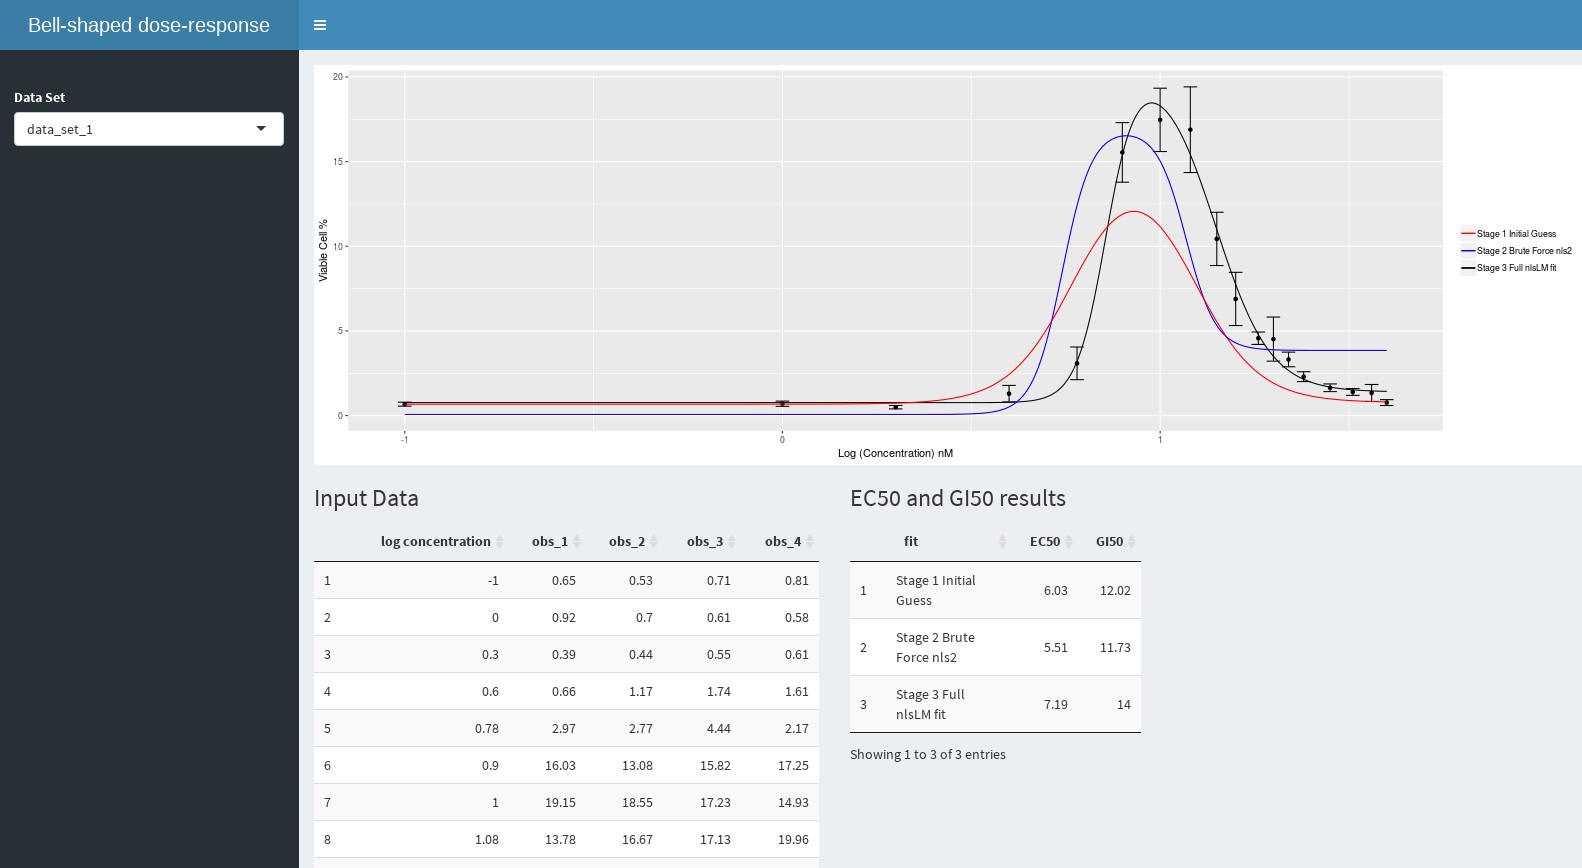 Bell-shaped dose-response
Data Set
data_set_1
20
15
10
5
0
Viable Cell %
-1
0
1
Log (Concentration) nM
Stage 1 Initial Guess
Stage 2 Brute Force nls2
Stage 3 Full nlsLM fit
Input Data
log concentration obs_1 obs_2 obs_3 obs_4
1 -1 0.65 0.53 0.71 0.81
2 0 0.92 0.7 0.61 0.58
3 0.3 0.39 0.44 0.55 0.61
4 0.6 0.66 1.17 1.74 1.61
5 0.78 2.97 2.77 4.44 2.17
6 0.9 16.03 13.08 15.82 17.25
7 1 19.15 18.55 17.23 14.93
8 1.08 13.78 16.67 17.13 19.96
EC50 and GI50 results
fit EC50 GI50
1 Stage 1 Initial
Guess 6.03 12.02
2 Stage 2 Brute
Force nls2 5.51 11.73
3 Stage 3 Full
nlsLM fit 7.19 14
Showing 1 to 3 of 3 entries